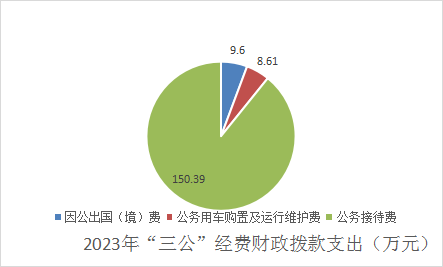 9.6
8.61
150.39
因公出国（境）费 公务用车购置及运行维护费 公务接待费
2023年“三公”经费财政拨款支出（万元）